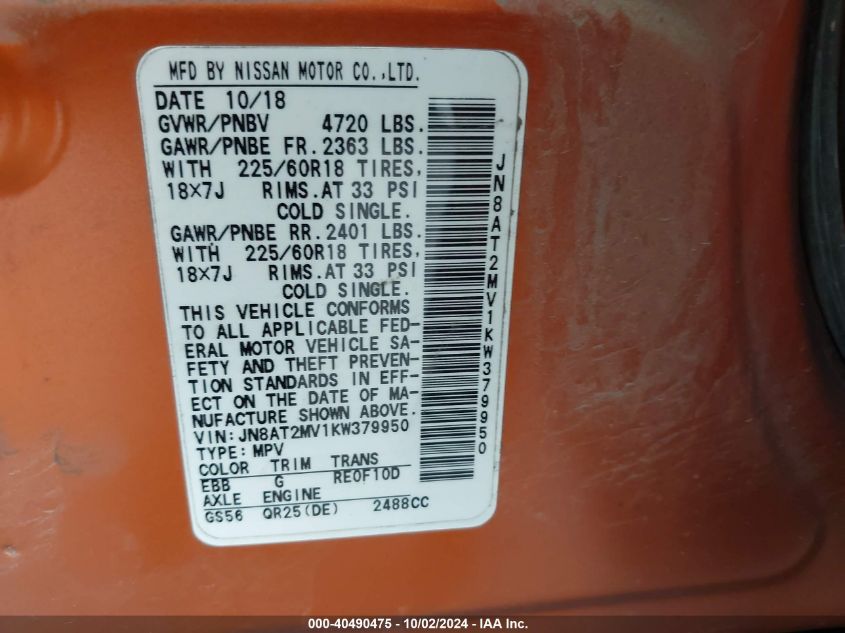 MFD BY NISSAN MOTOR CO.,LTD.
DATE 10/18
GVWR/PNBV 4720 LBS.
GAWR/PNBE FR. 2363 LBS.
WITH 225/60R18 TIRES,
18×7J RIMS.AT 33 PSI
COLD SINGLE.
GAWR/PNBE RR. 2401 LBS.
WITH 225/60R18 TIRES,
18×7J RIMS.AT 33 PSI
COLD SINGLE.
THIS VEHICLE CONFORMS
TO ALL APPLICABLE FED-
ERAL MOTOR VEHICLE SA-
FETY AND THEFT PREVEN-
TION STANDARDS IN EFF-
ECT ON THE DATE OF MA-
NUFACTURE SHOWN ABOVE.
VIN:JN8AT2MV1KW379950
TYPE:MPV
COLOR TRIM TRANS
EBB G RE0F10D
AXLE ENGINE
GS56 QR25(DE) 2488CC
JN8AT2MV1KW379950
000-40490475 - 10/02/2024 - IAA Inc.